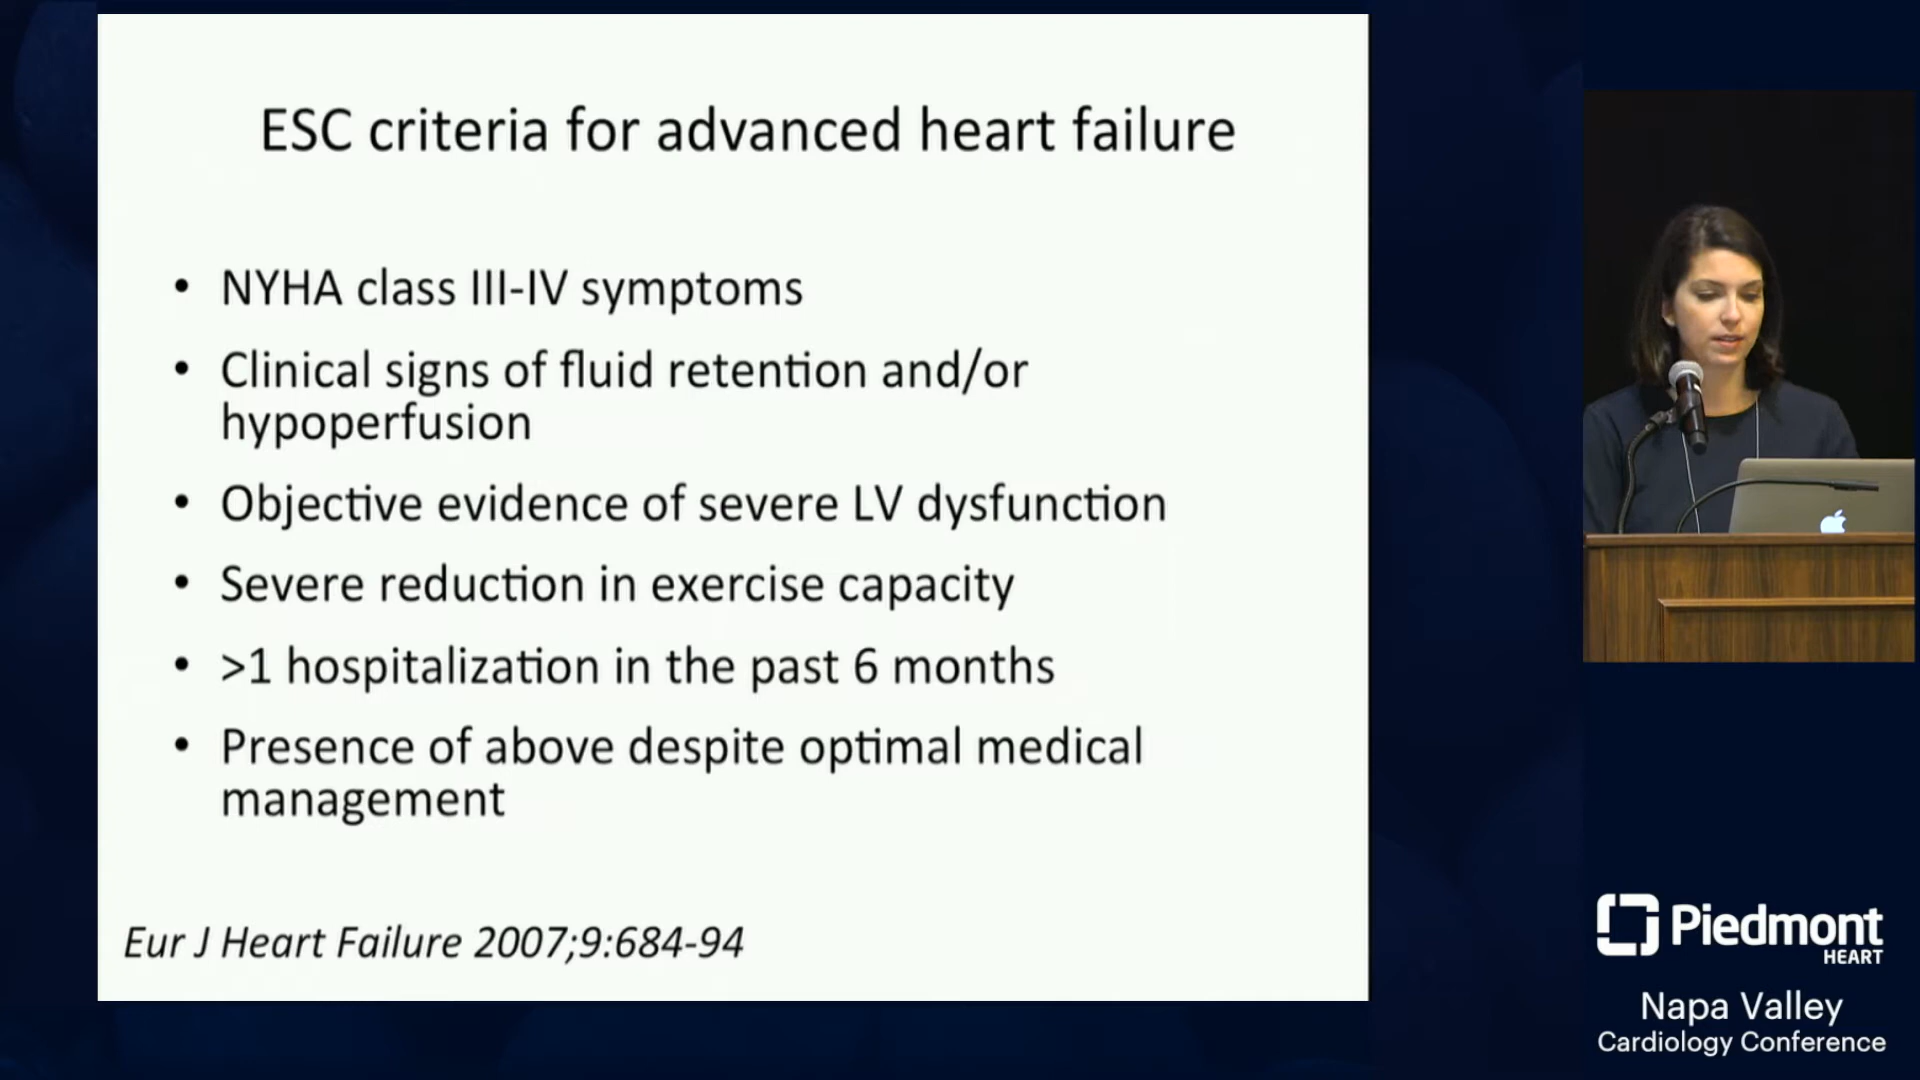 ESC criteria for advanced heart failure
• NYHA class III-IV symptoms
• Clinical signs of fluid retention and/or
hypoperfusion
• Objective evidence of severe LV dysfunction
• Severe reduction in exercise capacity
• >1 hospitalization in the past 6 months
• Presence of above despite optimal medical
management
Eur J Heart Failure 2007;9:684-94
Piedmont
HEART
Napa Valley
Cardiology Conference